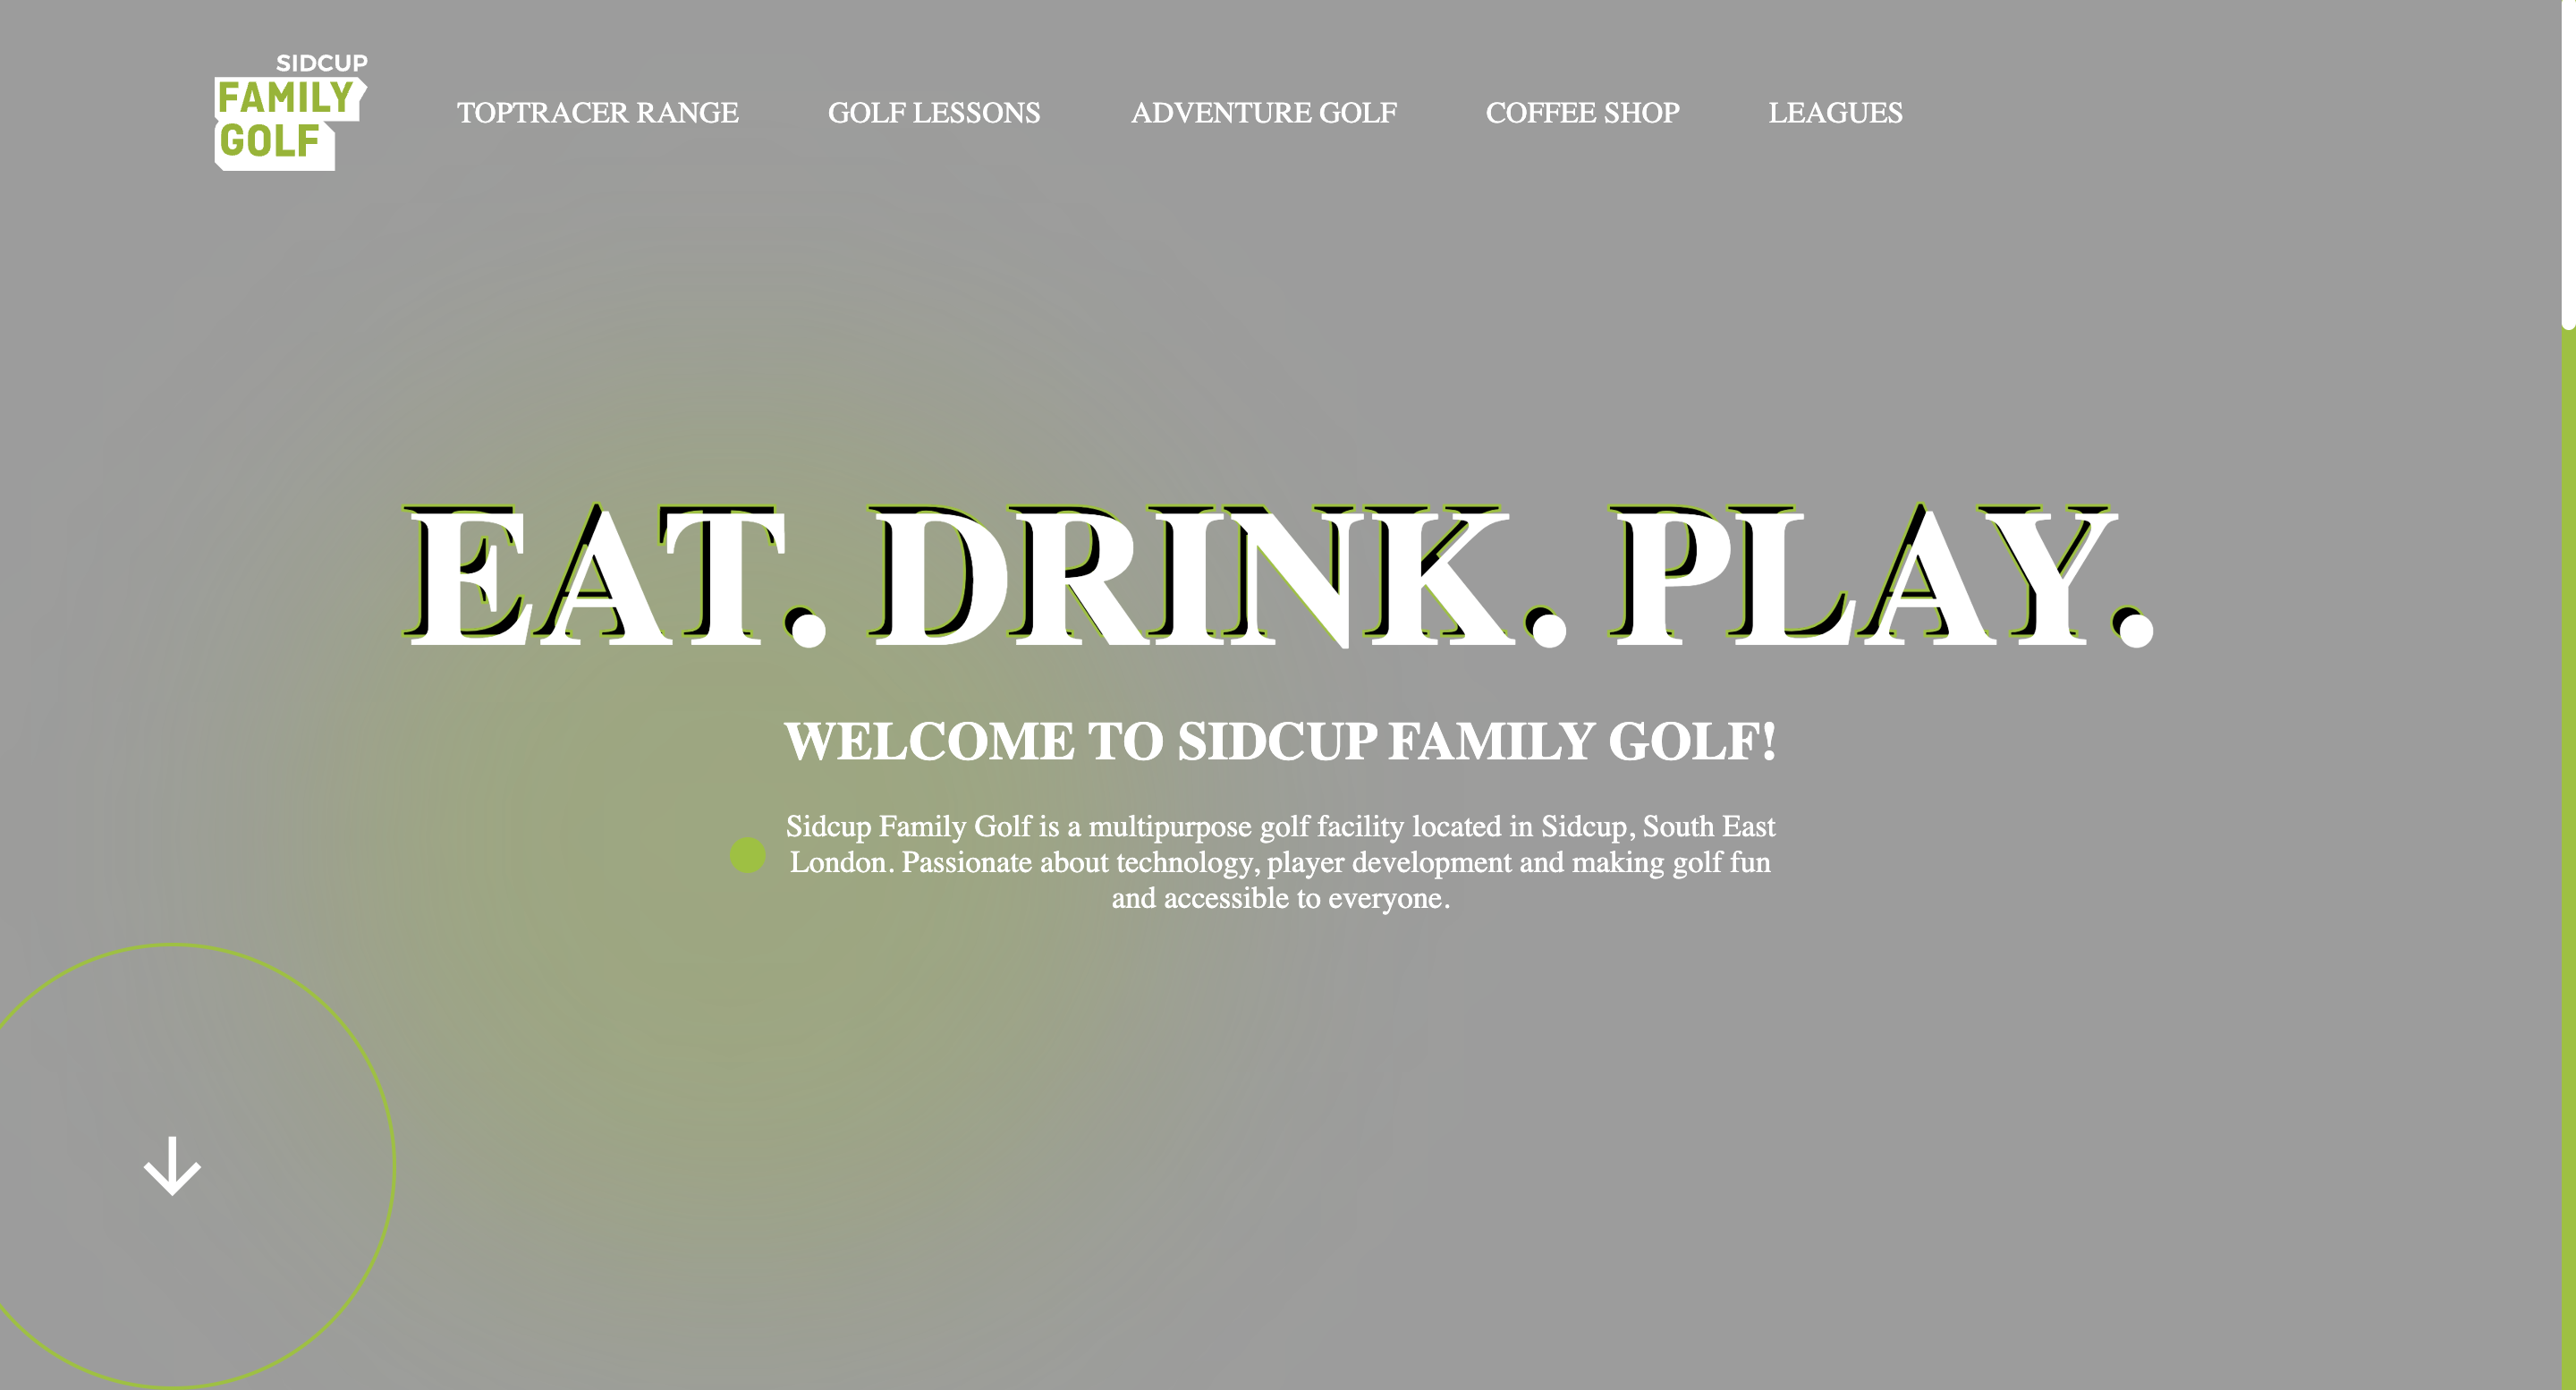 SIDCUP
FAMILY
GOLF
TOPTRACER RANGE GOLF LESSONS ADVENTURE GOLF COFFEE SHOP LEAGUES
EAT. DRINK. PLAY.
WELCOME TO SIDCUP FAMILY GOLF!
Sidcup Family Golf is a multipurpose golf facility located in Sidcup, South East
London. Passionate about technology, player development and making golf fun
and accessible to everyone.